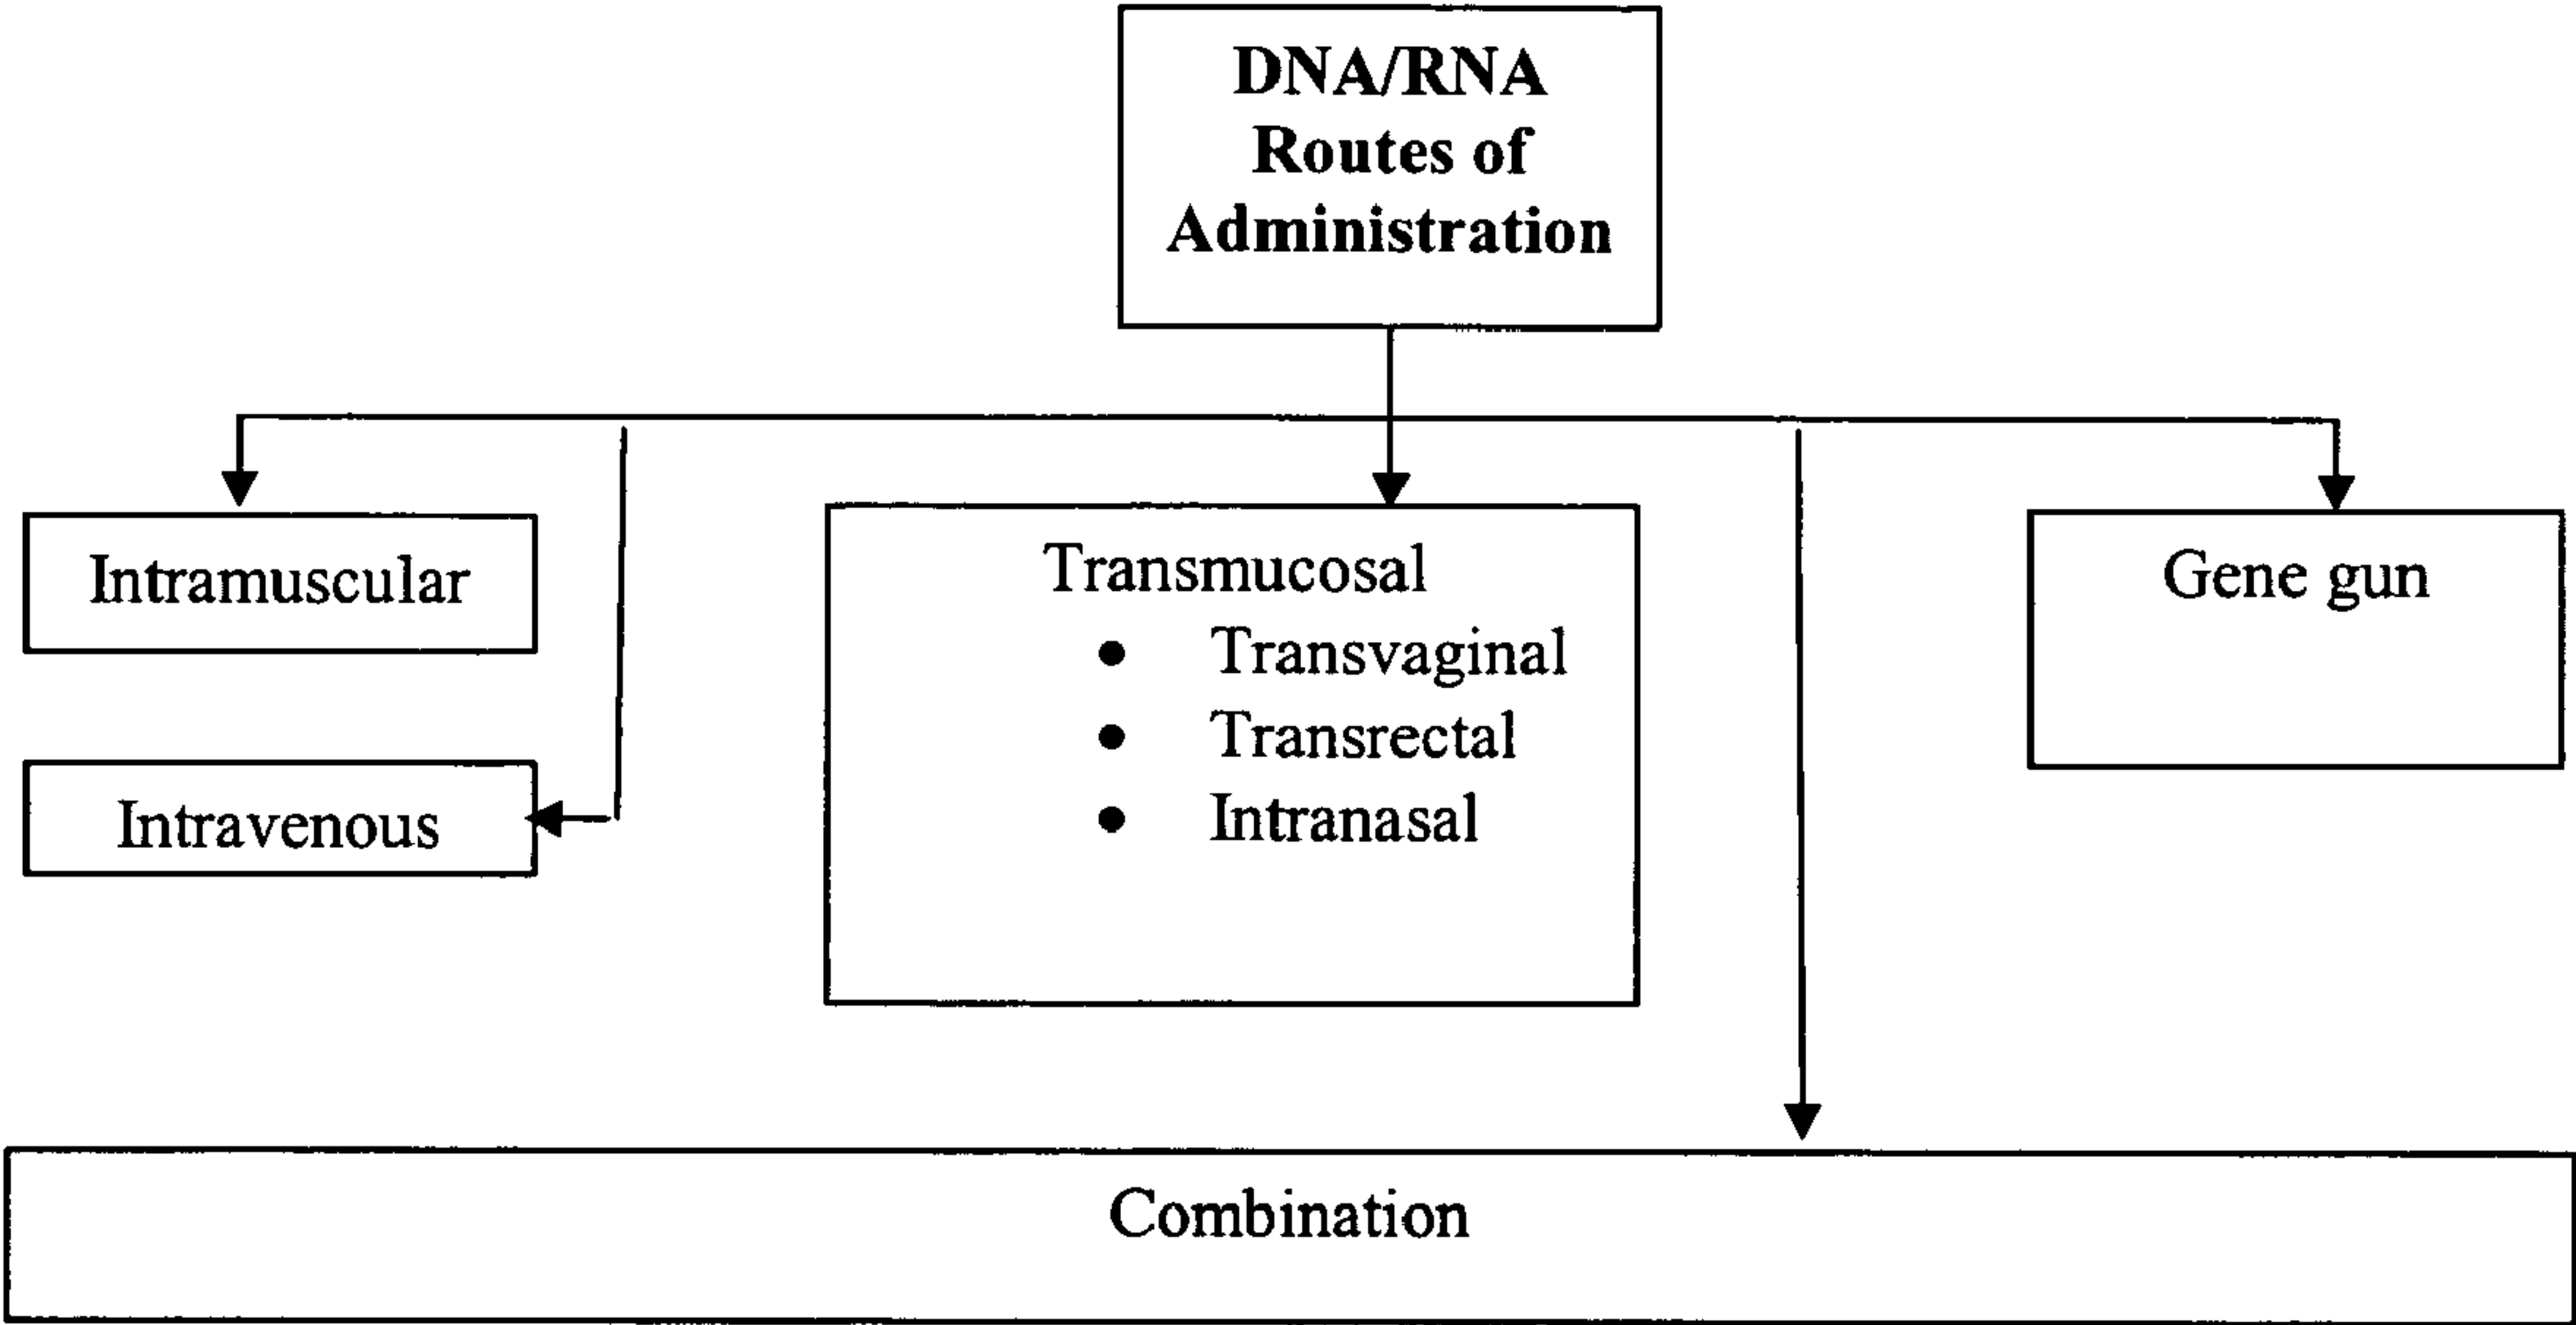 DNA/RNA
Routes of
Administration
Intramuscular
Intravenous
Transmucosal
• Transvaginal
• Transrectal
• Intranasal
Gene gun
Combination